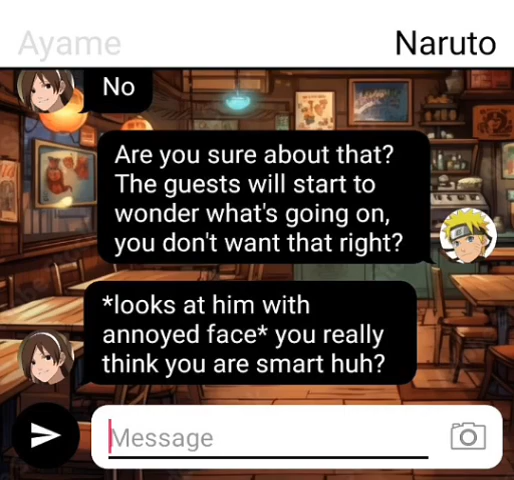 Ayame
Naruto
No
Are you sure about that?
The guests will start to
wonder what's going on,
you don't want that right?
*looks at him with
annoyed face* you really
think you are smart huh?
Message